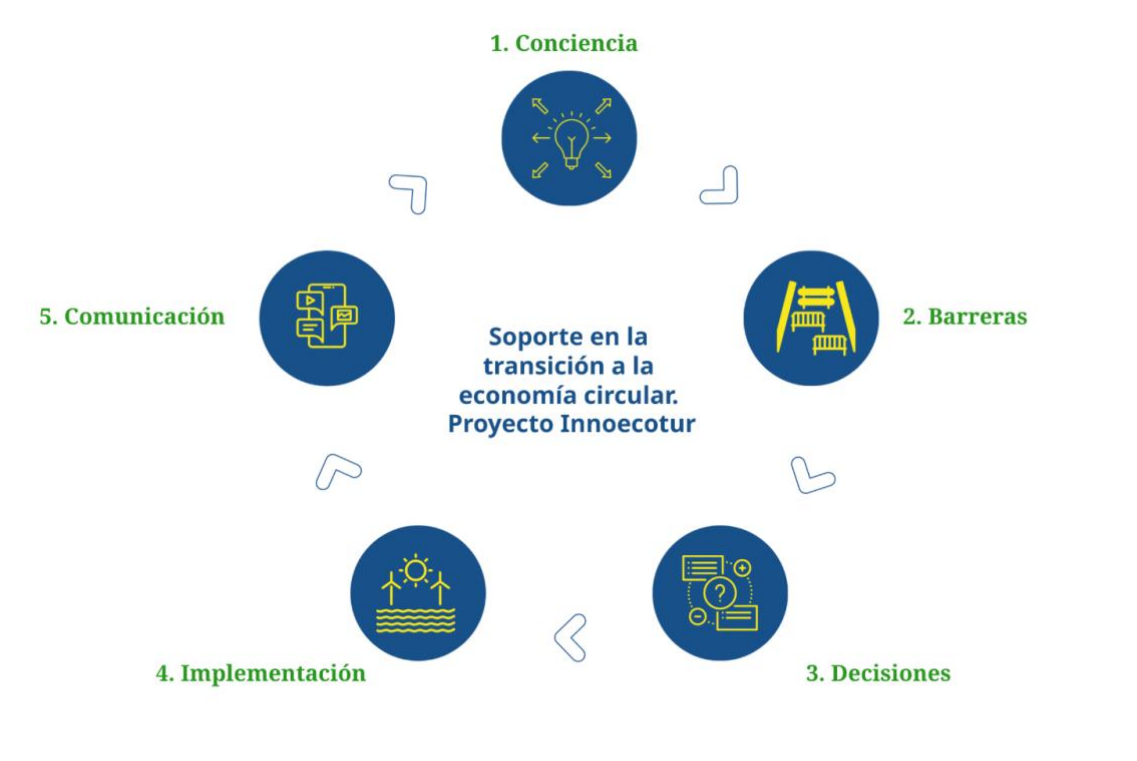 1. Conciencia
5. Comunicación
2. Barreras
Soporte en la
transición a la
economía circular.
Proyecto Innoecotur
4. Implementación
3. Decisiones